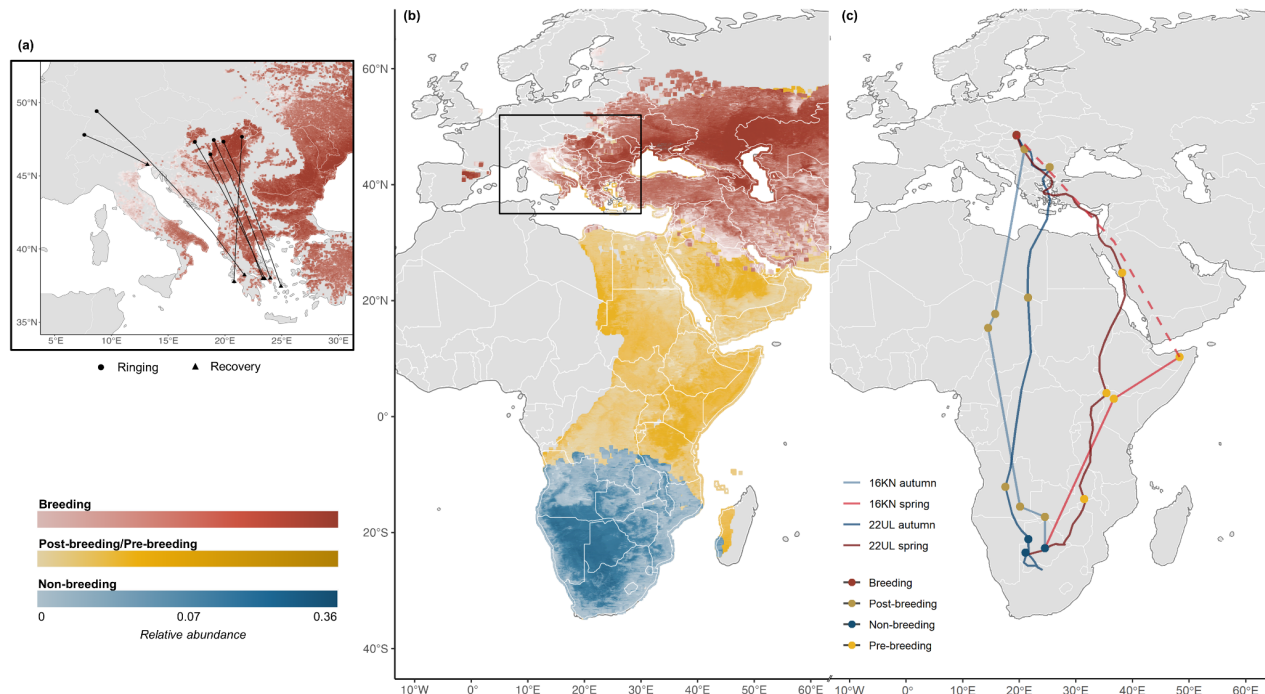 (a)
50°N
45°N
40°N
35°N
5°E 10°E 15°E 20°E 25°E 30°E
Ringing Recovery
Breeding
Post-breeding/Pre-breeding
Non-breeding
0 0.07 0.36
Relative abundance
(b)
60°N
40°N
20°N
0°
20°S
40°S
10°W 0° 10°E 20°E 30°E 40°E 50°E 60°E
(c)
16KN autumn
16KN spring
22UL autumn
22UL spring
Breeding
Post-breeding
Non-breeding
Pre-breeding
10°W 0° 10°E 20°E 30°E 40°E 50°E 60°E